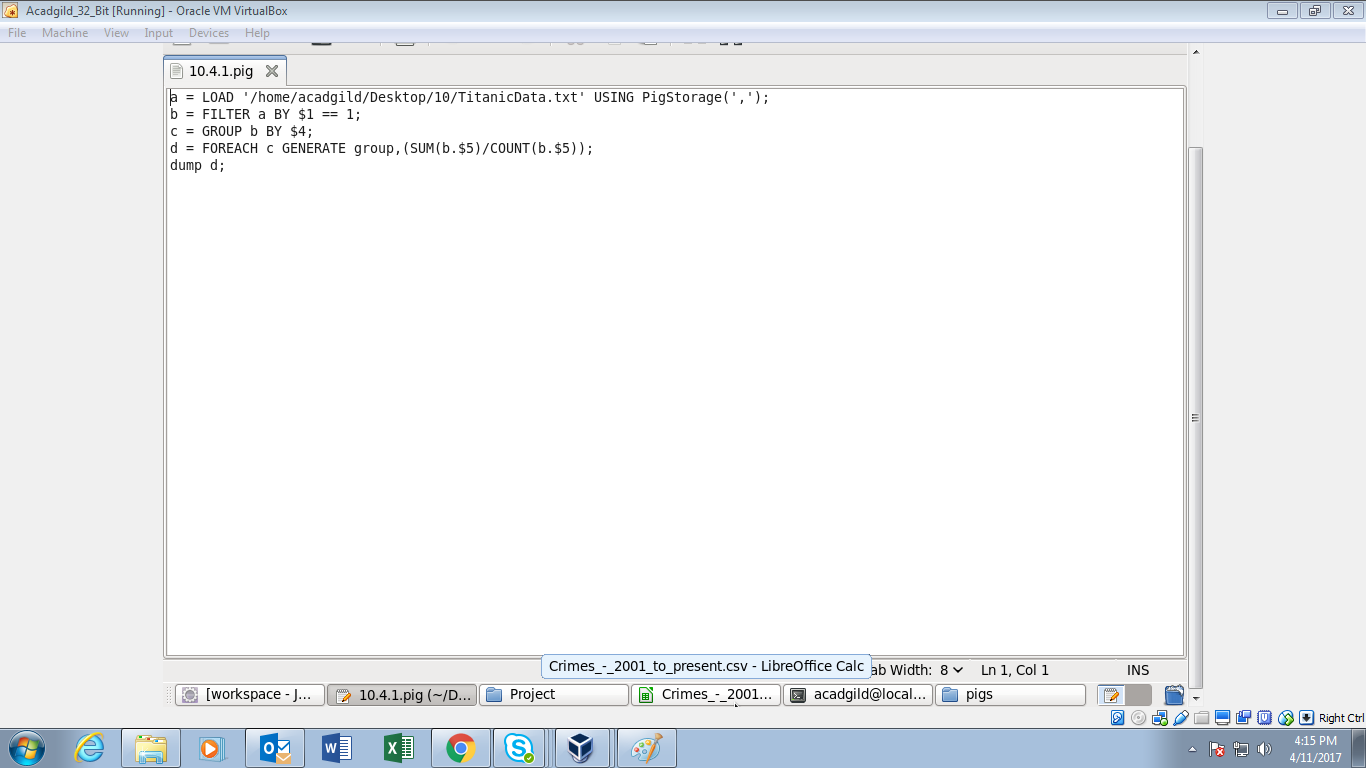 Acadgild_32_Bit [Running] - Oracle VM VirtualBox
File Machine View Input Devices Help
10.4.1.pig
a = LOAD '/home/acadgild/Desktop/10/TitanicData.txt' USING PigStorage(',');
b = FILTER a BY $1 == 1;
c = GROUP b BY $4;
d = FOREACH c GENERATE group,(SUM(b.$5)/COUNT(b.$5));
dump d;
Crimes_-_2001_to_present.csv - LibreOffice Calc
ab Width: 8 Ln 1, Col 1 INS
[workspace - J... 10.4.1.pig (~/D... Project Crimes_-_2001... acadgild@local... pigs
Right Ctrl
4:15 PM
4/11/2017